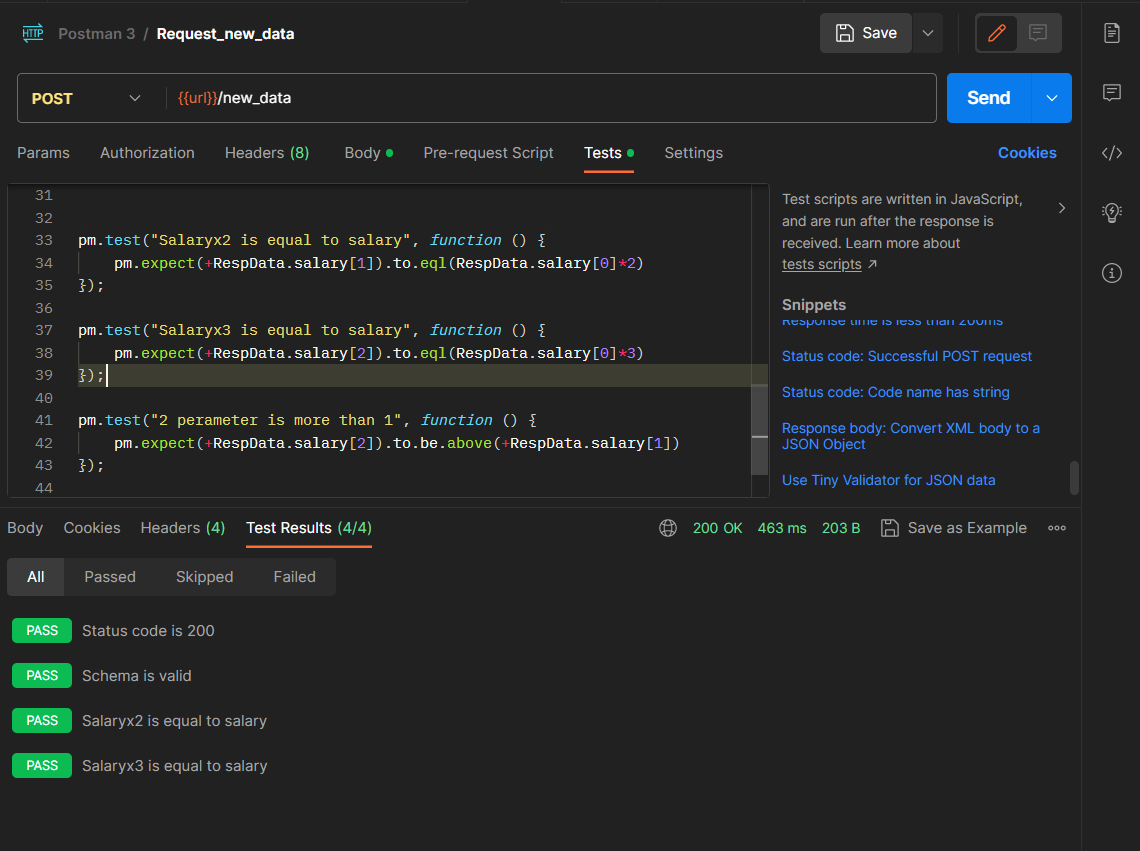 HTTP Postman 3 / Request_new_data
Save
POST
{{url}}/new_data
Send
Params Authorization Headers (8) Body Pre-request Script Tests Settings Cookies
31
32
33 pm.test("Salaryx2 is equal to salary", function () {
34 pm.expect(+RespData.salary[1]).to.eql(RespData.salary[0]*2)
35 });
36
37 pm.test("Salaryx3 is equal to salary", function () {
38 pm.expect(+RespData.salary[2]).to.eql(RespData.salary[0]*3)
39 });
40
41 pm.test("2 perameter is more than 1", function () {
42 pm.expect(+RespData.salary[2]).to.be.above(+RespData.salary[1])
43 });
44
Test scripts are written in JavaScript,
and are run after the response is
received. Learn more about
tests scripts ↗
Snippets
Response time is less than 200ms
Status code: Successful POST request
Status code: Code name has string
Response body: Convert XML body to a
JSON Object
Use Tiny Validator for JSON data
Body Cookies Headers (4) Test Results (4/4)
200 OK 463 ms 203 B Save as Example
All Passed Skipped Failed
PASS Status code is 200
PASS Schema is valid
PASS Salaryx2 is equal to salary
PASS Salaryx3 is equal to salary